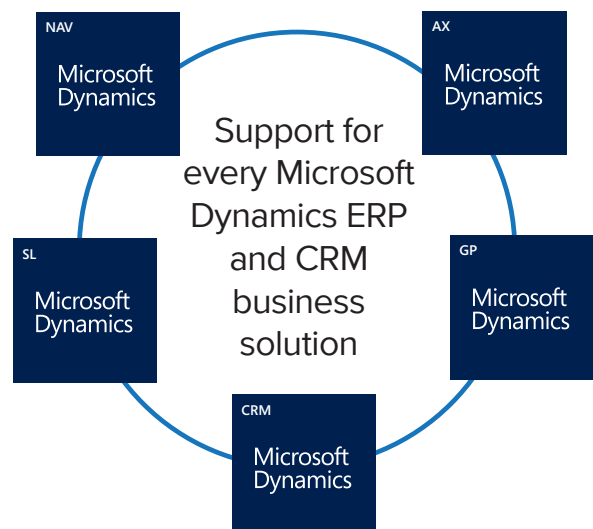 NAV
Microsoft
Dynamics
AX
Microsoft
Dynamics
Support for
every Microsoft
Dynamics ERP
and CRM
business
solution
SL
Microsoft
Dynamics
GP
Microsoft
Dynamics
CRM
Microsoft
Dynamics